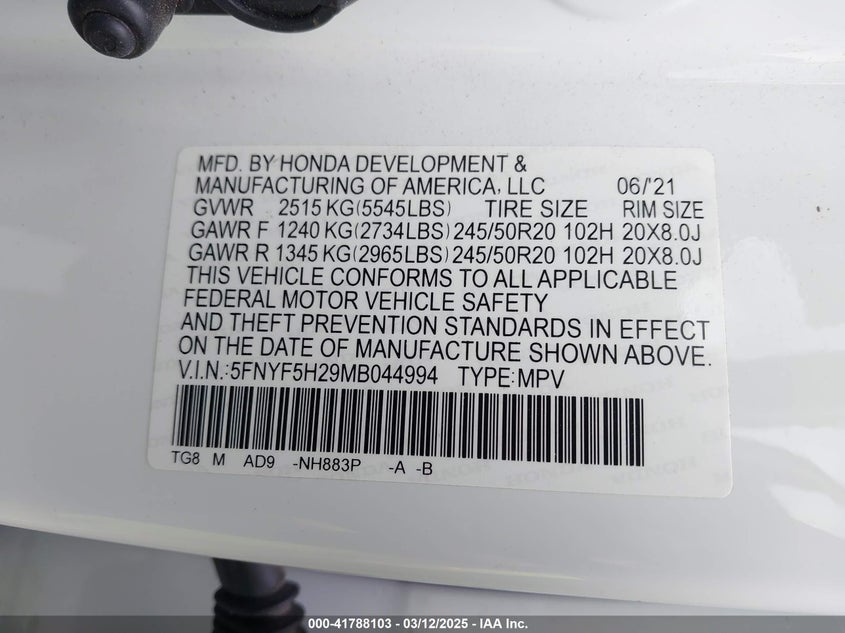 MFD. BY HONDA DEVELOPMENT &
MANUFACTURING OF AMERICA, LLC 06/'21
GVWR 2515 KG(5545LBS) TIRE SIZE RIM SIZE
GAWR F 1240 KG(2734LBS) 245/50R20 102H 20X8.0J
GAWR R 1345 KG(2965LBS) 245/50R20 102H 20X8.0J
THIS VEHICLE CONFORMS TO ALL APPLICABLE
FEDERAL MOTOR VEHICLE SAFETY
AND THEFT PREVENTION STANDARDS IN EFFECT
ON THE DATE OF MANUFACTURE SHOWN ABOVE.
V.I.N.:5FNYF5H29MB044994 TYPE:MPV
TG8 M AD9 -NH883P -A -B
000-41788103 - 03/12/2025 - IAA Inc.